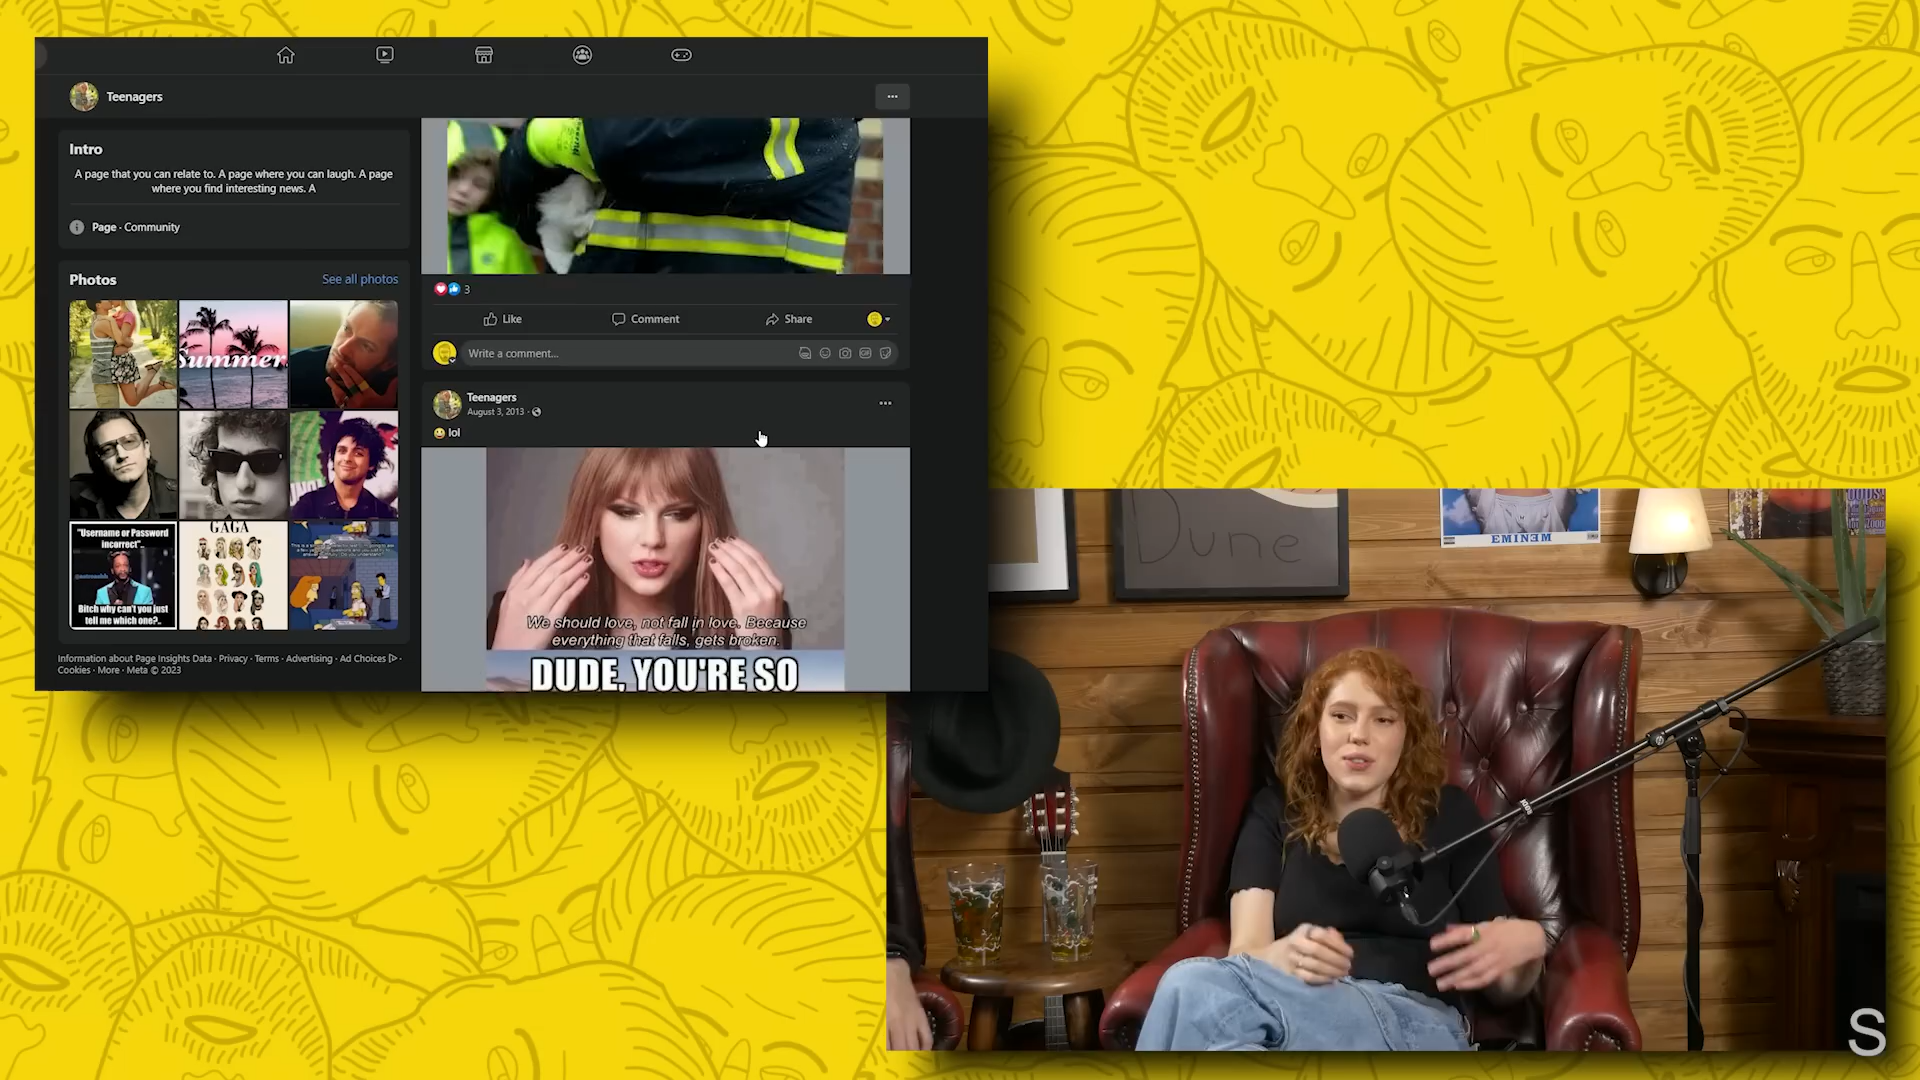 Teenagers
Intro
A page that you can relate to. A page where you can laugh. A page
where you find interesting news. A
Page · Community
Photos
See all photos
Summer
"Username or Password
incorrect"..
Bitch why can't you just
tell me which one?..
GAGA
3
Like
Comment
Share
Write a comment...
Teenagers
August 3, 2013 ·
lol
We should love, not fall in love. Because
everything that falls, gets broken.
DUDE, YOU'RE SO
Information about Page Insights Data · Privacy · Terms · Advertising · Ad Choices ·
Cookies · More · Meta © 2023
Dune
EMINEM
RØDE
S